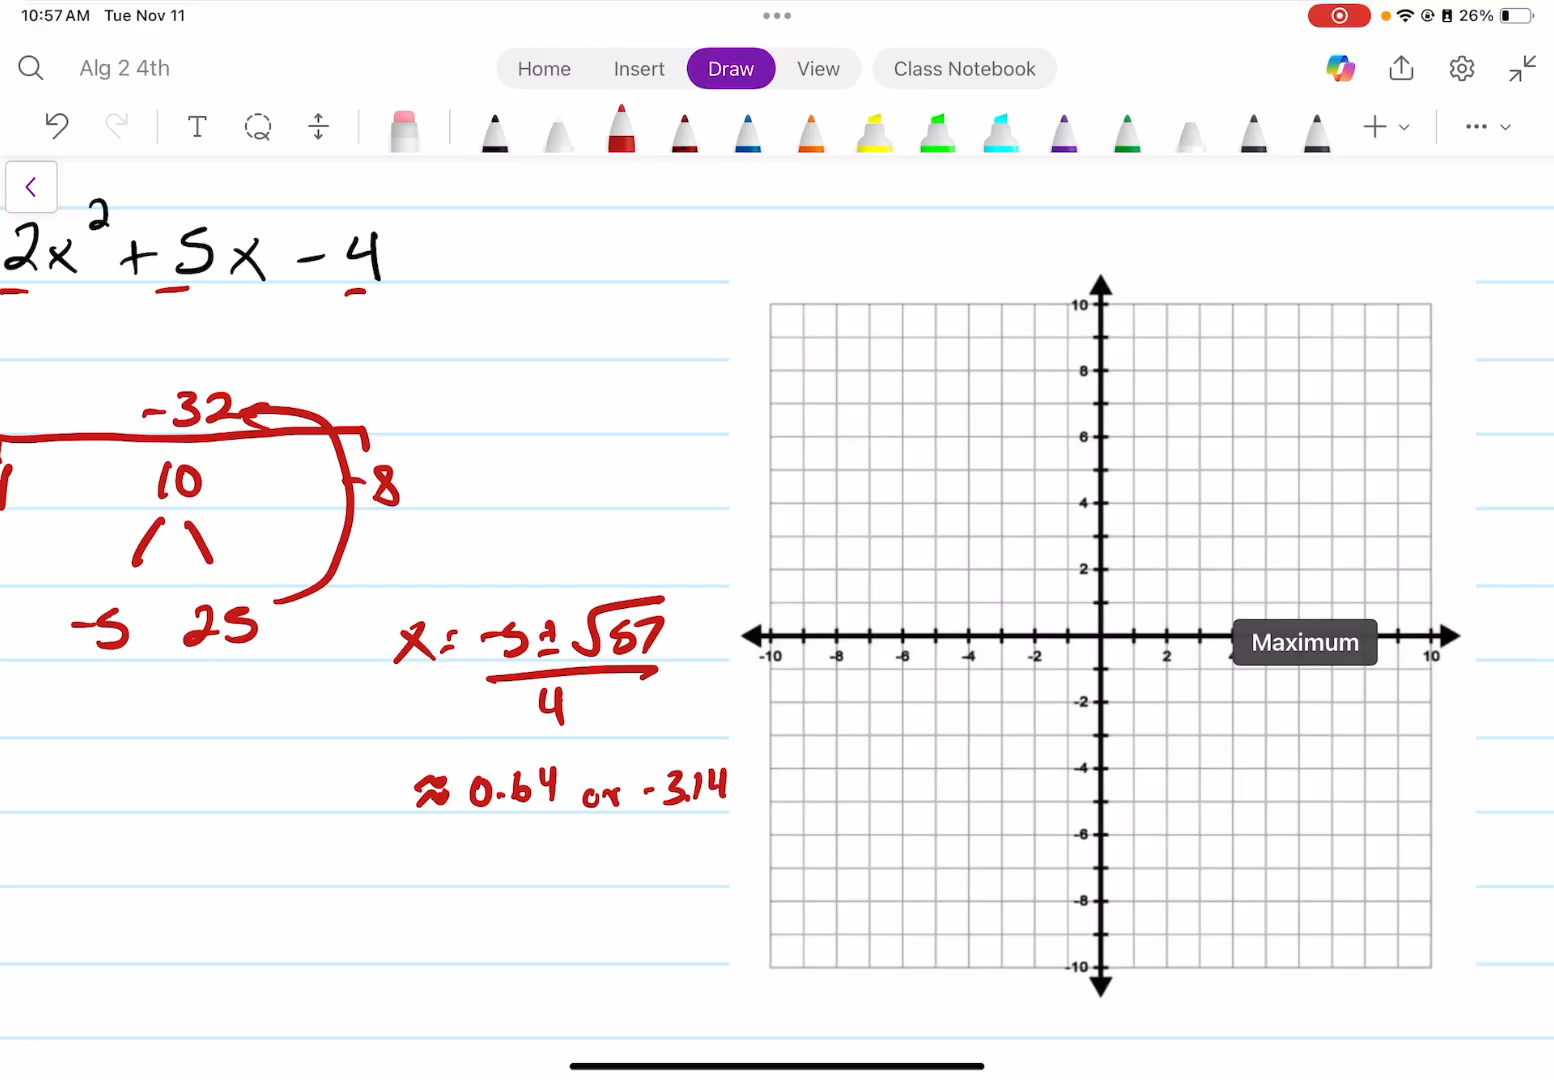 10:57 AM Tue Nov 11
26%
Alg 2 4th
Home Insert Draw View Class Notebook
T
2x² + 5x - 4
-32
10
-8
-5 25
x = -5 ± √57
4
≈ 0.64 or -3.14
10
8
6
4
2
-10 -8 -6 -4 -2 2 10
Maximum
-2
-4
-6
-8
-10